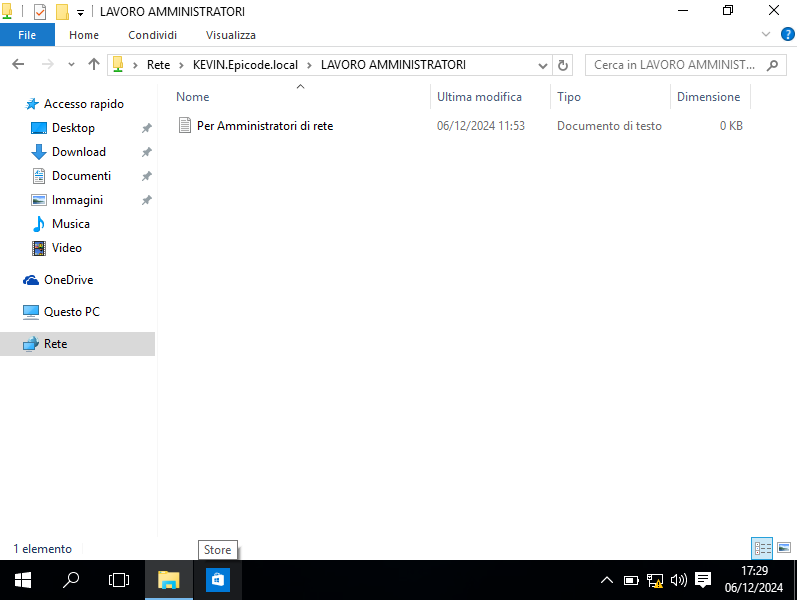 LAVORO AMMINISTRATORI
File Home Condividi Visualizza
Rete KEVIN.Epicode.local LAVORO AMMINISTRATORI
Cerca in LAVORO AMMINIST...
Nome Ultima modifica Tipo Dimensione
Per Amministratori di rete 06/12/2024 11:53 Documento di testo 0 KB
Accesso rapido
Desktop
Download
Documenti
Immagini
Musica
Video
OneDrive
Questo PC
Rete
1 elemento
Store
17:29
06/12/2024